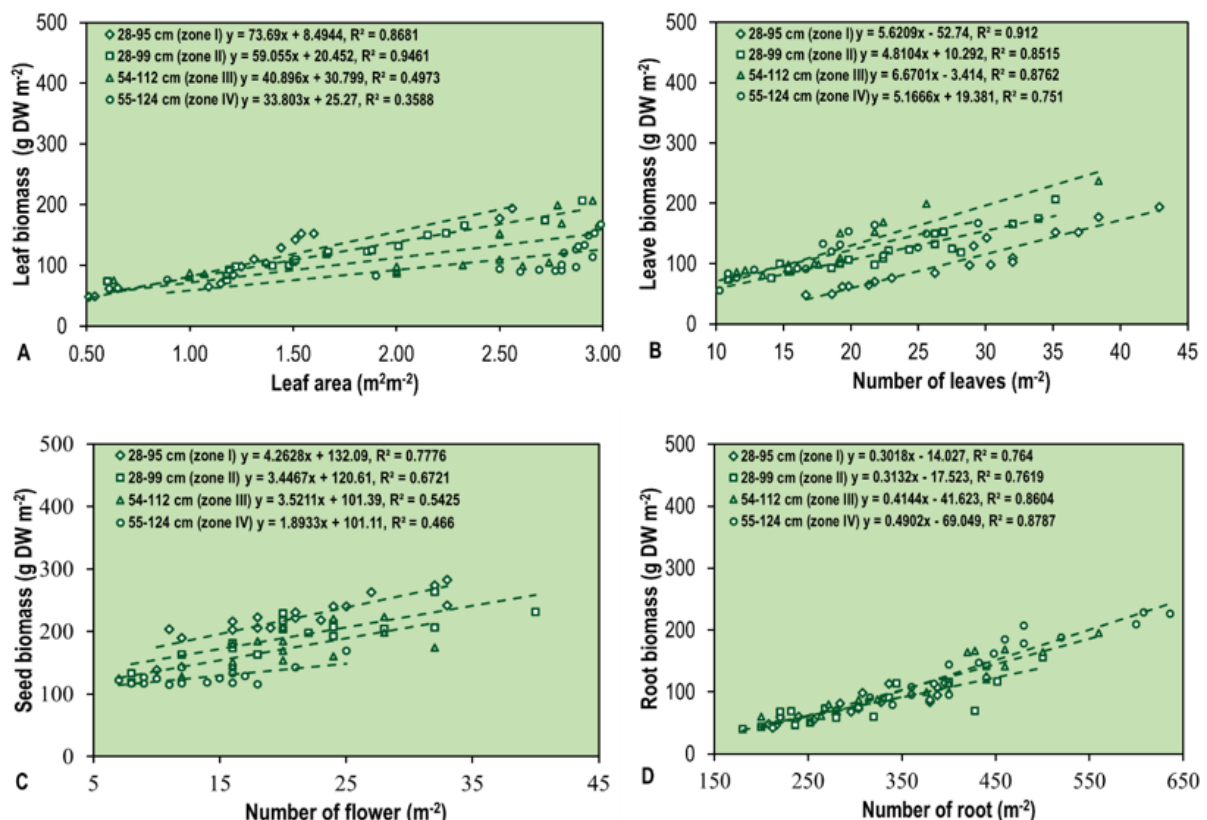 28-95 cm (zone I) y = 73.69x + 8.4944, R² = 0.8681
28-99 cm (zone II) y = 59.055x + 20.452, R² = 0.9461
54-112 cm (zone III) y = 40.896x + 30.799, R² = 0.4973
55-124 cm (zone IV) y = 33.803x + 25.27, R² = 0.3588
Leaf biomass (g DW m⁻²)
500
400
300
200
100
0
0.50 1.00 1.50 2.00 2.50 3.00
A
Leaf area (m²m⁻²)
28-95 cm (zone I) y = 5.6209x - 52.74, R² = 0.912
28-99 cm (zone II) y = 4.8104x + 10.292, R² = 0.8515
54-112 cm (zone III) y = 6.6701x - 3.414, R² = 0.8762
55-124 cm (zone IV) y = 5.1666x + 19.381, R² = 0.751
Leave biomass (g DW m⁻²)
500
400
300
200
100
0
10 15 20 25 30 35 40 45
B
Number of leaves (m⁻²)
28-95 cm (zone I) y = 4.2628x + 132.09, R² = 0.7776
28-99 cm (zone II) y = 3.4467x + 120.61, R² = 0.6721
54-112 cm (zone III) y = 3.5211x + 101.39, R² = 0.5425
55-124 cm (zone IV) y = 1.8933x + 101.11, R² = 0.466
Seed biomass (g DW m⁻²)
500
400
300
200
100
0
5 15 25 35 45
C
Number of flower (m⁻²)
28-95 cm (zone I) y = 0.3018x - 14.027, R² = 0.764
28-99 cm (zone II) y = 0.3132x - 17.523, R² = 0.7619
54-112 cm (zone III) y = 0.4144x - 41.623, R² = 0.8604
55-124 cm (zone IV) y = 0.4902x - 69.049, R² = 0.8787
Root biomass (g DW m⁻²)
500
400
300
200
100
0
150 250 350 450 550 650
D
Number of root (m⁻²)